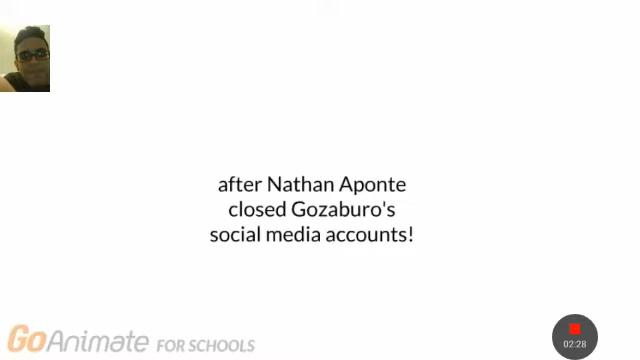 after Nathan Aponte
closed Gozaburo's
social media accounts!
GoAnimate FOR SCHOOLS
02:28